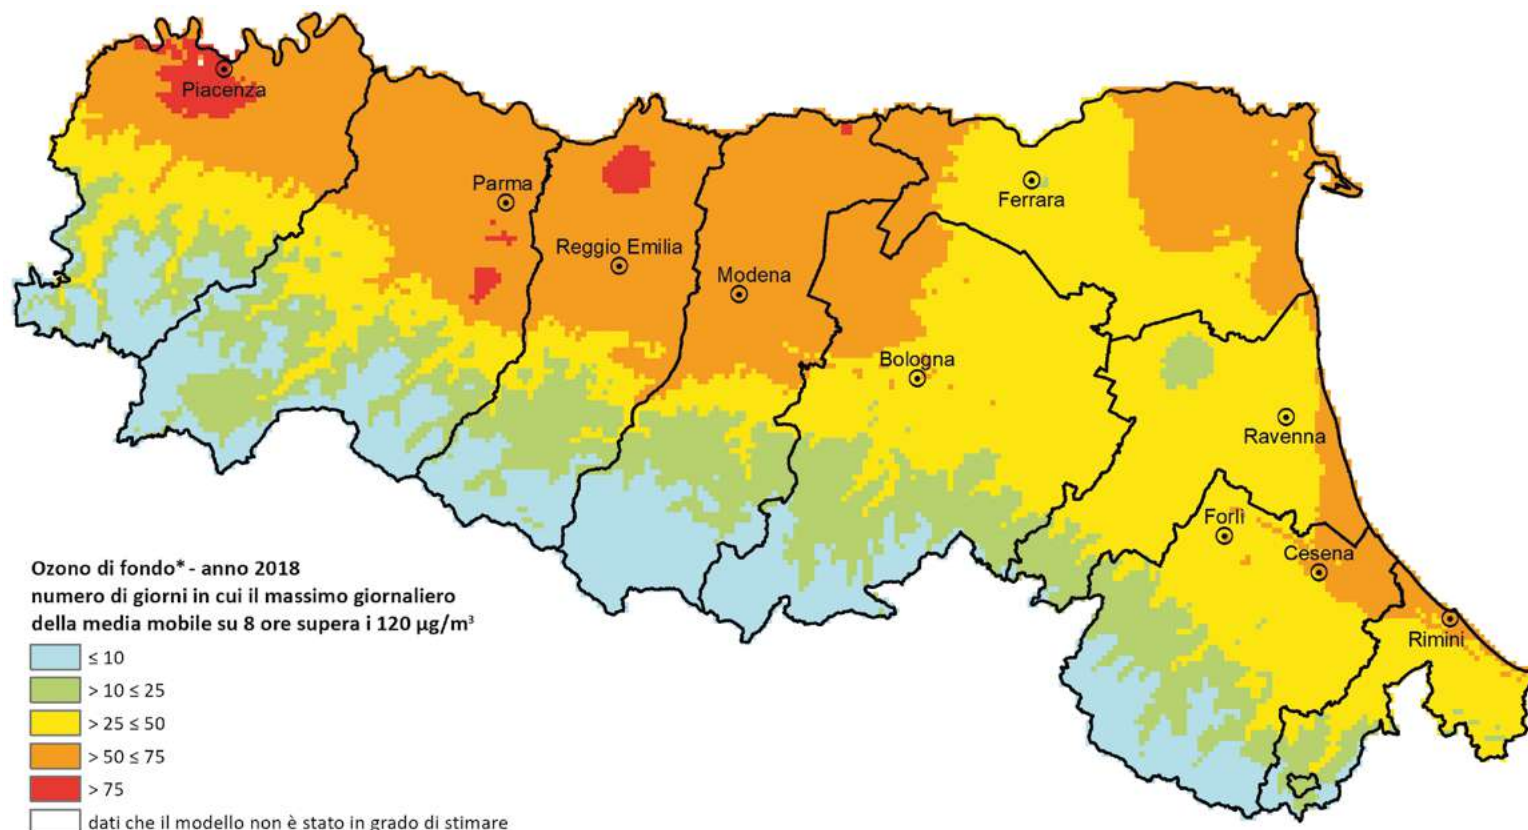 Piacenza
Parma
Ferrara
Reggio Emilia
Modena
Bologna
Ravenna
Forlì
Cesena
Rimini
Ozono di fondo* - anno 2018
numero di giorni in cui il massimo giornaliero
della media mobile su 8 ore supera i 120 µg/m³
≤ 10
> 10 ≤ 25
> 25 ≤ 50
> 50 ≤ 75
> 75
dati che il modello non è stato in grado di stimare